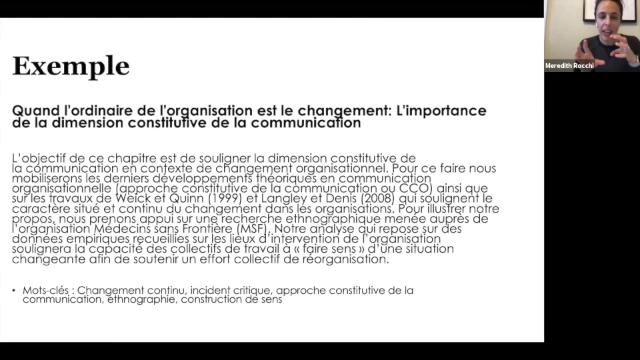 Exemple
Meredith Rocchi
Quand l'ordinaire de l'organisation est le changement: L'importance
de la dimension constitutive de la communication
L'objectif de ce chapitre est de souligner la dimension constitutive de
la communication en contexte de changement organisationnel. Pour ce faire nous
mobiliserons les derniers développements théoriques en communication
organisationnelle (approche constitutive de la communication ou CCO) ainsi que
sur les travaux de Weick et Quinn (1999) et Langley et Denis (2008) qui soulignent le
caractère situé et continu du changement dans les organisations. Pour illustrer notre
propos, nous prenons appui sur une recherche ethnographique menée auprès de
l'organisation Médecins sans Frontière (MSF). Notre analyse qui repose sur des
données empiriques recueillies sur les lieux d'intervention de l'organisation
soulignera la capacité des collectifs de travail à « faire sens » d'une situation
changeante afin de soutenir un effort collectif de réorganisation.
• Mots-clés : Changement continu, incident critique, approche constitutive de la
communication, ethnographie, construction de sens